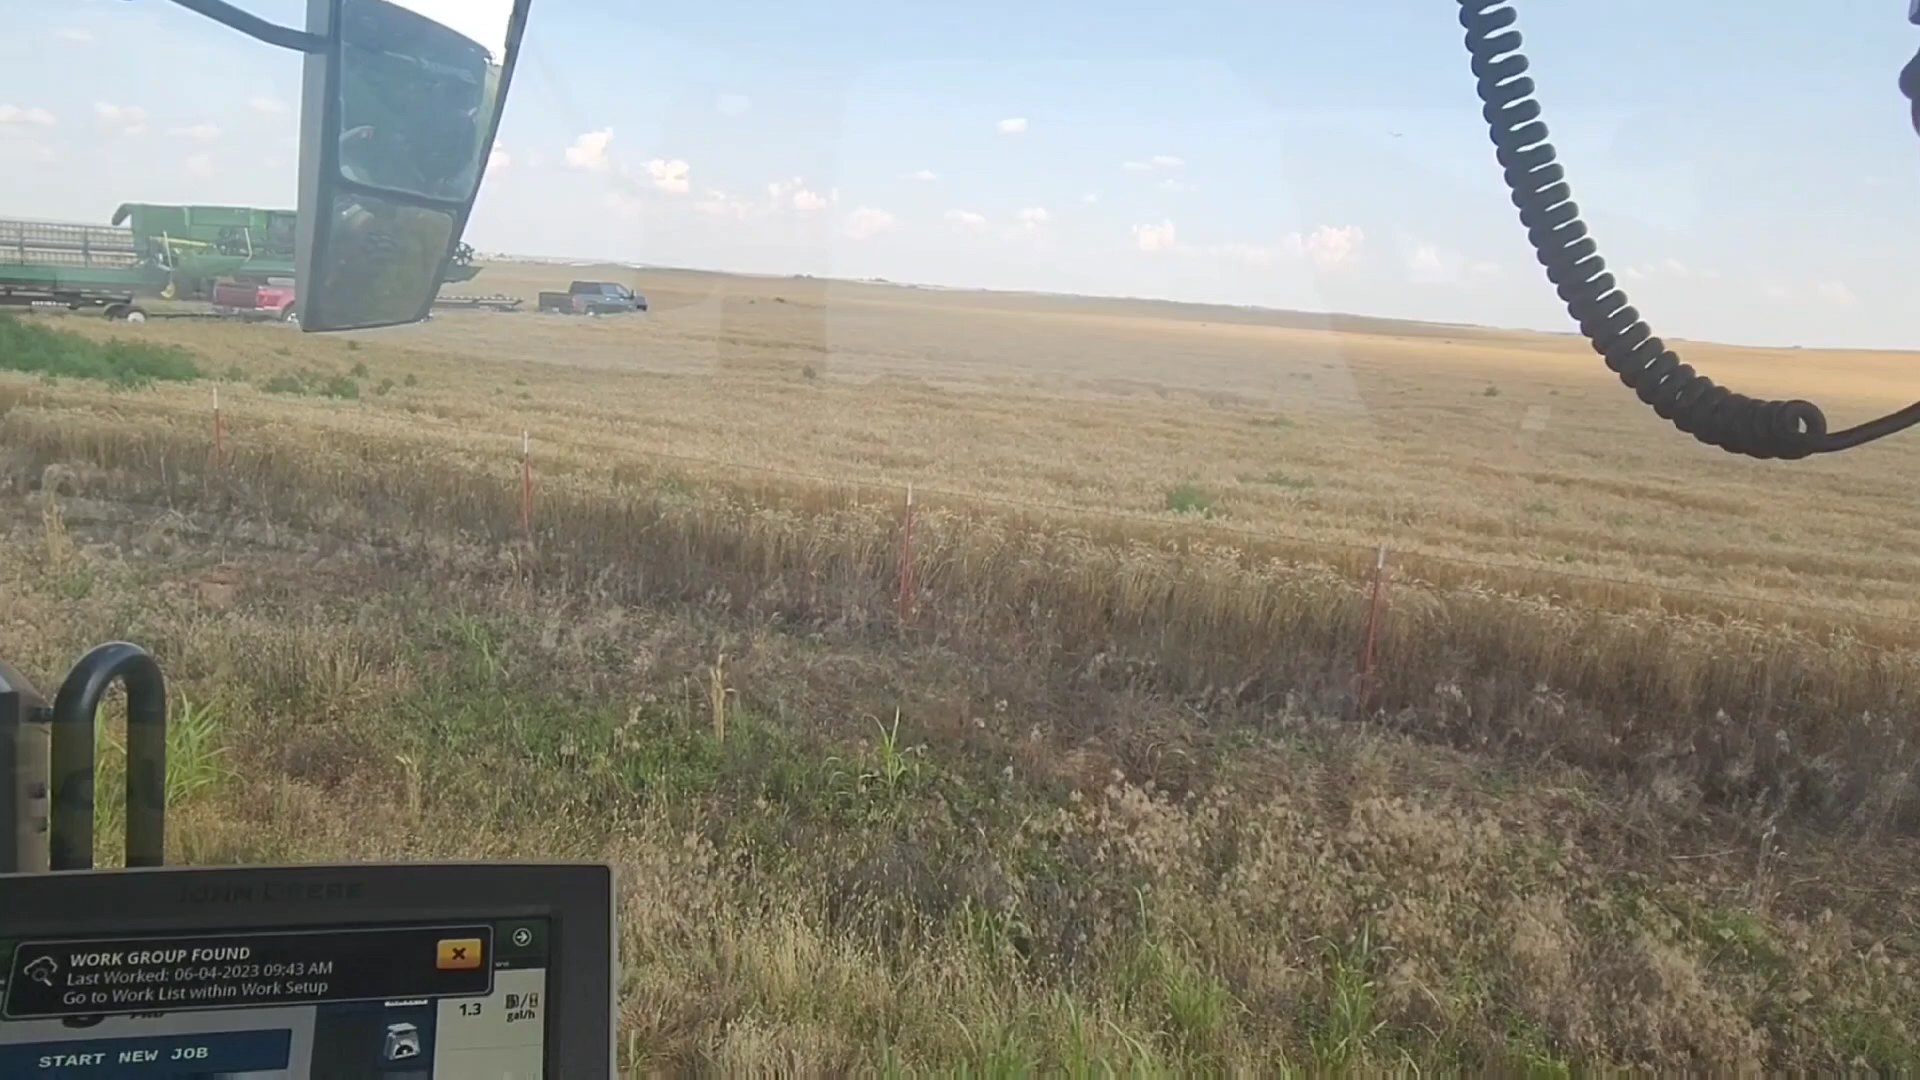 JOHN DEERE
WORK GROUP FOUND
Last Worked: 06-04-2023 09:43 AM
Go to Work List within Work Setup
1.3
gal/h
START NEW JOB